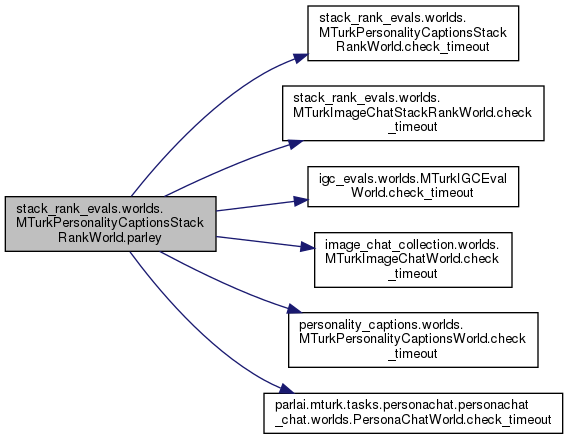 stack_rank_evals.worlds.
MTurkPersonalityCaptionsStack
RankWorld.check_timeout
stack_rank_evals.worlds.
MTurkImageChatStackRankWorld.check
_timeout
igc_evals.worlds.MTurkIGCEval
World.check_timeout
stack_rank_evals.worlds.
MTurkPersonalityCaptionsStack
RankWorld.parley
image_chat_collection.worlds.
MTurkImageChatWorld.check
_timeout
personality_captions.worlds.
MTurkPersonalityCaptionsWorld.check
_timeout
parlai.mturk.tasks.personachat.personachat
_chat.worlds.PersonaChatWorld.check_timeout